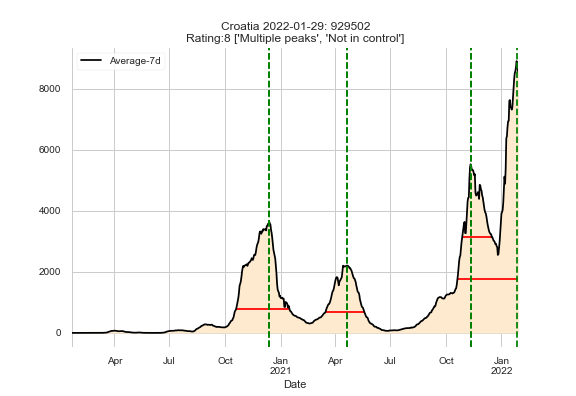 Croatia 2022-01-29: 929502
Rating:8 ['Multiple peaks', 'Not in control']
Average-7d
8000
6000
4000
2000
0
Apr Jul Oct Jan Apr Jul Oct Jan
2021 2022
Date